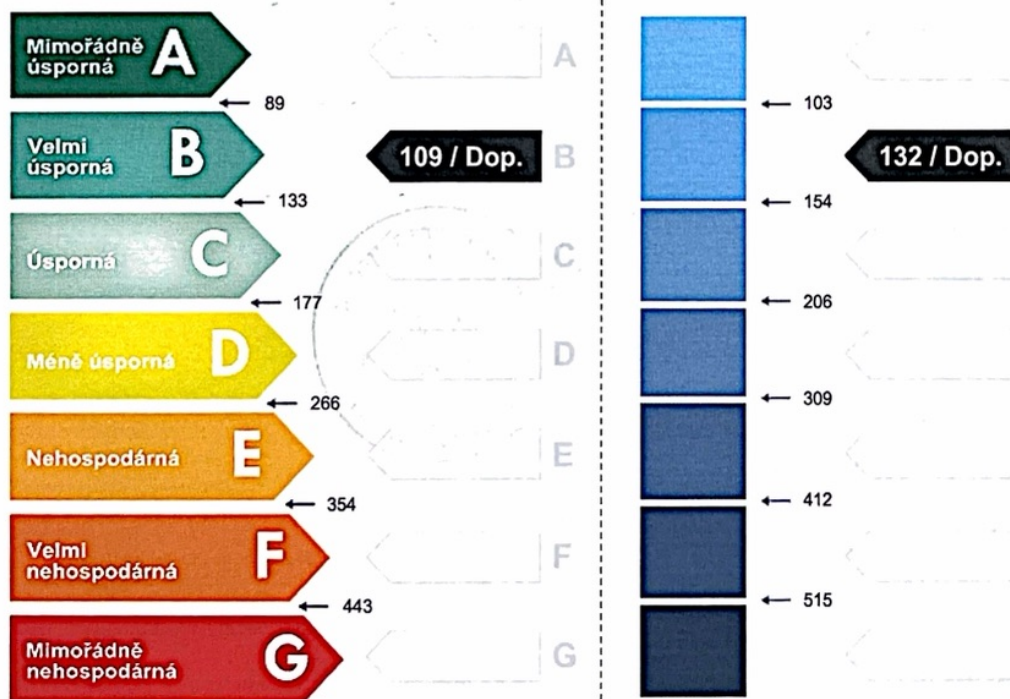 Mimořádně
úsporná
A
A
89
103
Velmi
úsporná
B
109 / Dop.
B
132 / Dop.
133
154
Úsporná
C
C
177
206
Méně úsporná
D
D
266
309
Nehospodárná
E
E
354
412
Velmi
nehospodárná
F
F
443
515
Mimořádně
nehospodárná
G
G